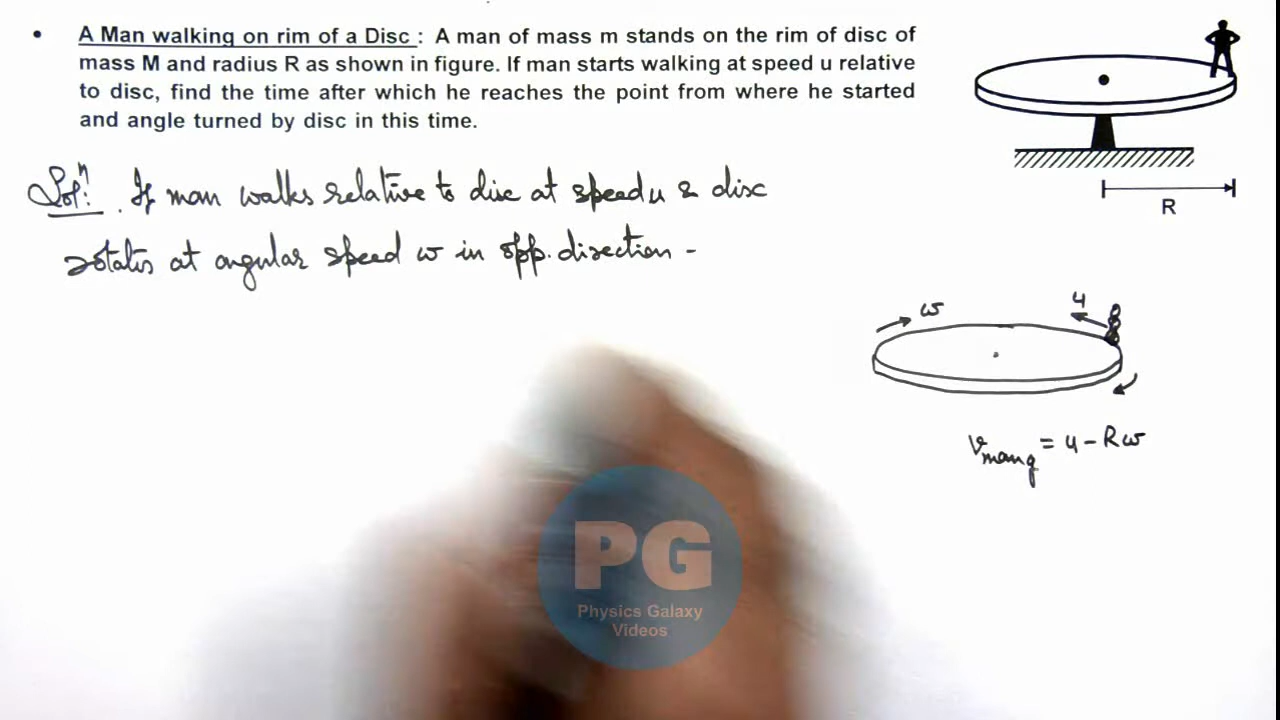 • A Man walking on rim of a Disc : A man of mass m stands on the rim of disc of
mass M and radius R as shown in figure. If man starts walking at speed u relative
to disc, find the time after which he reaches the point from where he started
and angle turned by disc in this time.
R
Solⁿ: If man walks relative to disc at speed u & disc
rotates at angular speed ω in opp. direction -
ω
u
v_mang = u - Rω
PG
Physics Galaxy
Videos